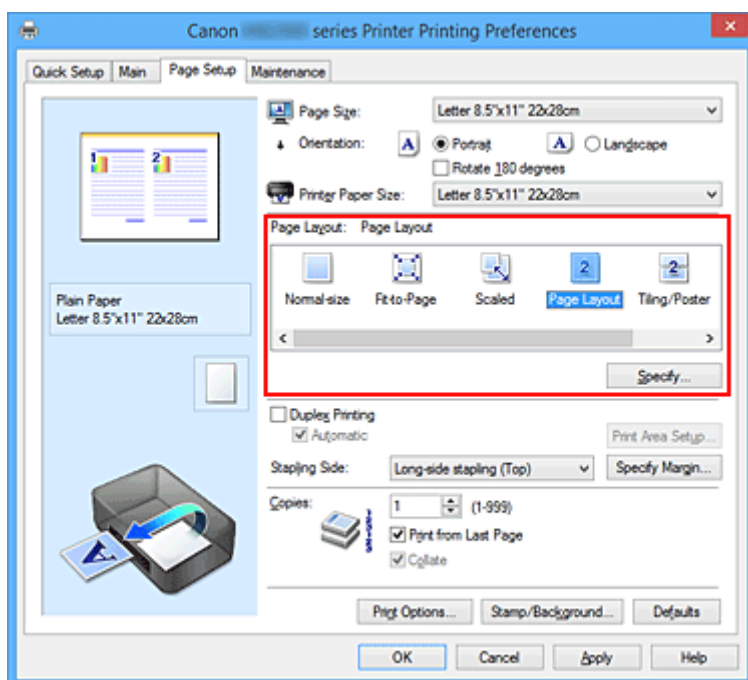 Canon series Printer Printing Preferences
Quick Setup Main Page Setup Maintenance
1 2
Plain Paper
Letter 8.5"x11" 22x28cm
Page Size: Letter 8.5"x11" 22x28cm
Orientation: A Portrait A Landscape
Rotate 180 degrees
Printer Paper Size: Letter 8.5"x11" 22x28cm
Page Layout: Page Layout
2 2
Normal-size Fit-to-Page Scaled Page Layout Tiling/Poster
Specify...
Duplex Printing
Automatic Print Area Setup...
Stapling Side: Long-side stapling (Top) Specify Margin...
Copies: 1 (1-999)
Print from Last Page
Collate
A
Print Options... Stamp/Background... Defaults
OK Cancel Apply Help